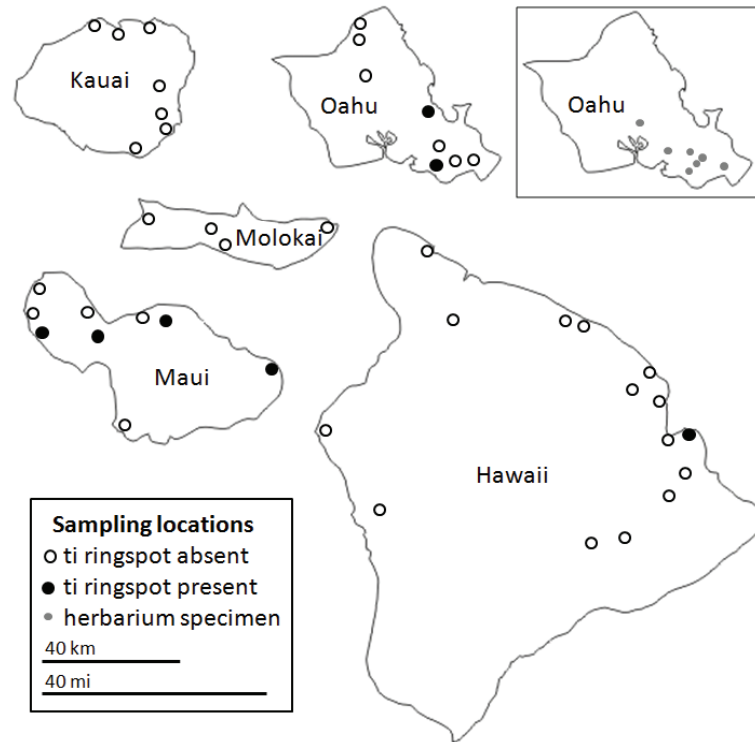 Kauai
Oahu
Oahu
Molokai
Maui
Hawaii
Sampling locations
ti ringspot absent
ti ringspot present
herbarium specimen
40 km
40 mi